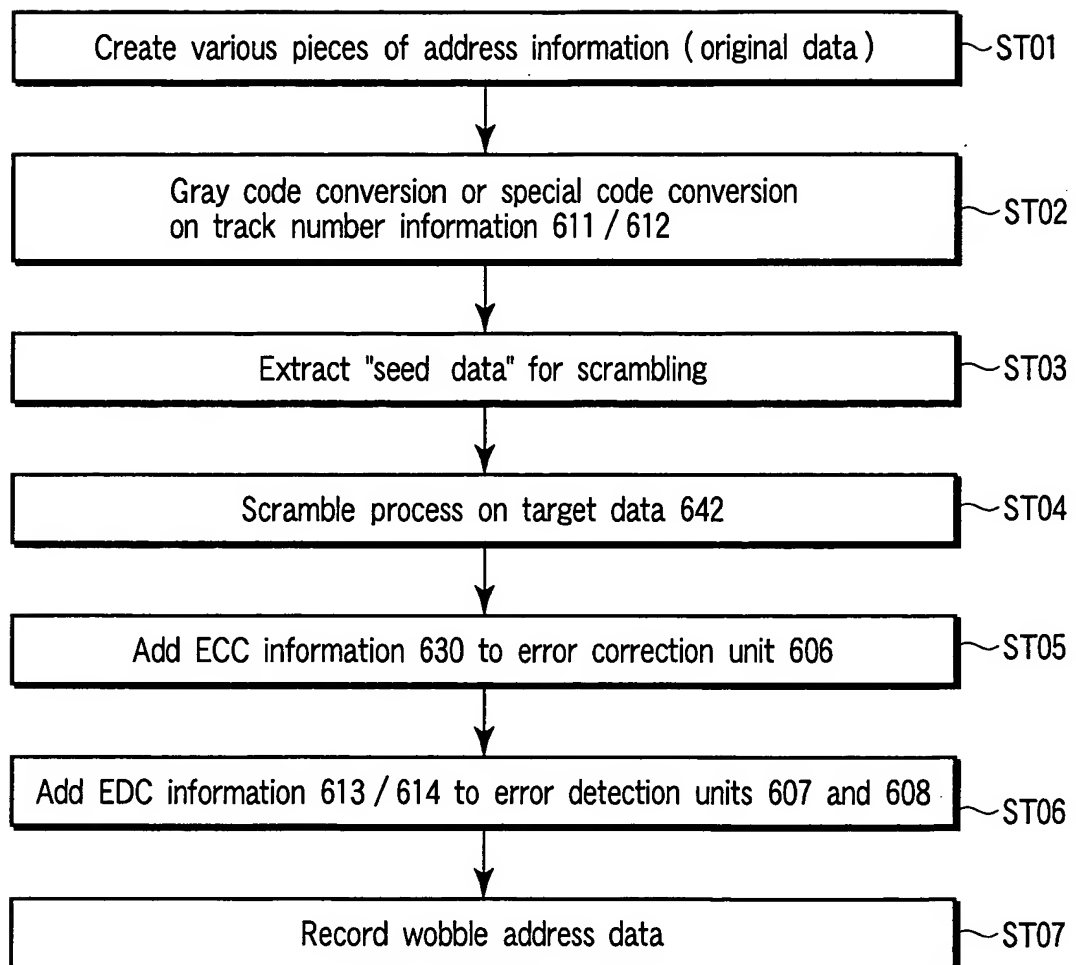 Create various pieces of address information (original data)
ST01
Gray code conversion or special code conversion
on track number information 611 / 612
ST02
Extract "seed data" for scrambling
ST03
Scramble process on target data 642
ST04
Add ECC information 630 to error correction unit 606
ST05
Add EDC information 613 / 614 to error detection units 607 and 608
ST06
Record wobble address data
ST07